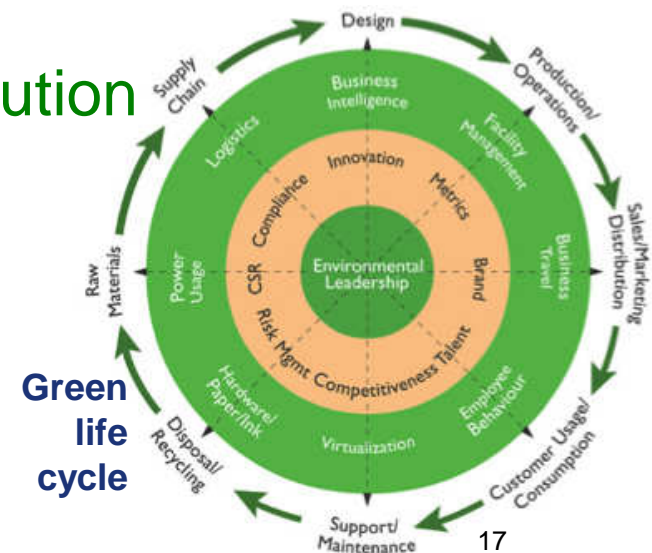 ution
Design
Production/
Operations
Sales/Marketing
Distribution
Customer Usage/
Consumption
Support/
Maintenance
Disposal/
Recycling
Raw
Materials
Supply
Chain
Business
Intelligence
Facility
Management
Business
Travel
Employee
Behaviour
Virtualization
Hardware/
Paper/Ink
Power
Usage
Logistics
Innovation
Metrics
Brand
Talent
Competitiveness
Risk Mgmt
CSR
Compliance
Environmental
Leadership
Green
life
cycle
17